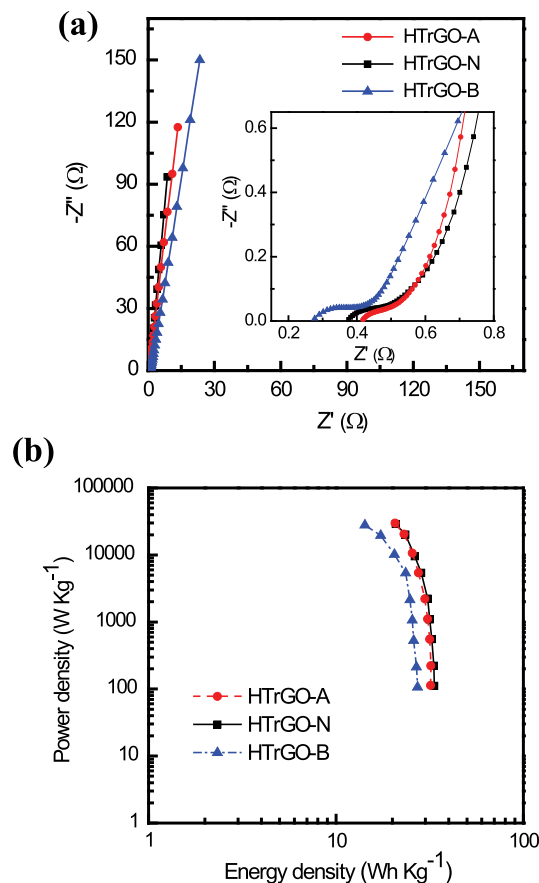 (a)
HTrGO-A
HTrGO-N
HTrGO-B
-Z'' (Ω)
150
120
90
60
30
0
0 30 60 90 120 150
Z' (Ω)
-Z'' (Ω)
0.6
0.4
0.2
0.0
0.2 0.4 0.6 0.8
Z' (Ω)
(b)
Power density (W Kg-1)
100000
10000
1000
100
10
1
HTrGO-A
HTrGO-N
HTrGO-B
1 10 100
Energy density (Wh Kg-1)